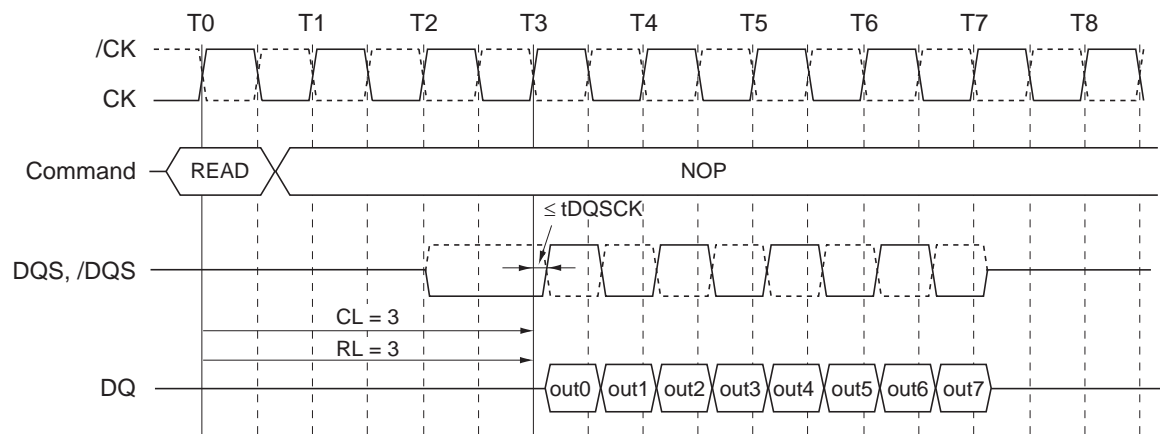 T0 T1 T2 T3 T4 T5 T6 T7 T8
/CK
CK
Command READ NOP
≤ tDQSCK
DQS, /DQS
CL = 3
RL = 3
DQ out0 out1 out2 out3 out4 out5 out6 out7